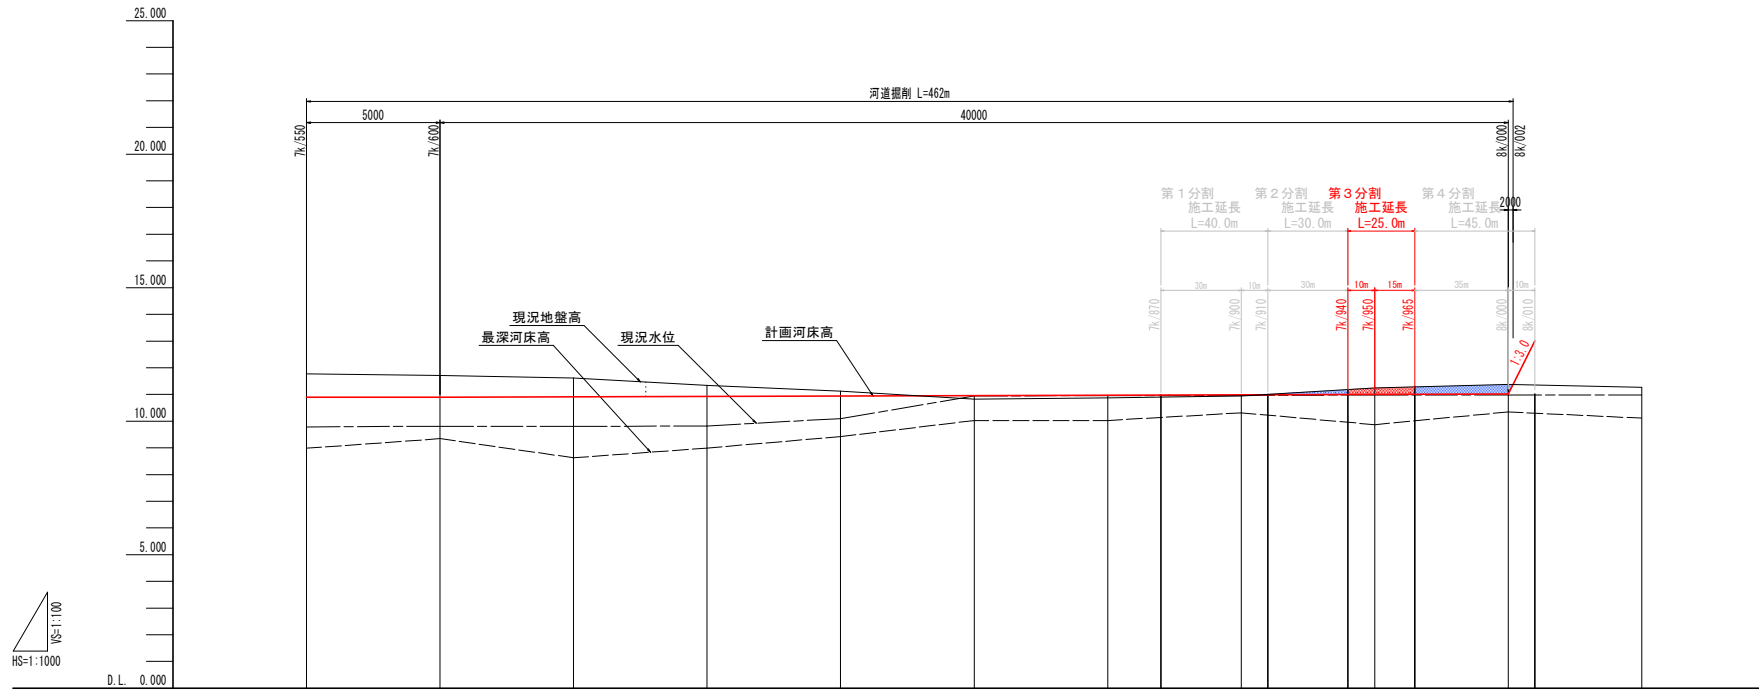 25.000
河道掘削 L=462m
5000
40000
7k/550
7k/600
8k/000
8k/002
20.000
第１分割
施工延長
L=40.0m
第２分割
施工延長
L=30.0m
第３分割
施工延長
L=25.0m
第４分割
施工延長
L=45.0m
2000
15.000
30m
10m
30m
10m
15m
35m
10m
7k/870
7k/900
7k/910
7k/940
7k/950
7k/965
8k/000
8k/010
現況地盤高
最深河床高
現況水位
計画河床高
1:3.0
10.000
5.000
VS=1:100
HS=1:1000
D.L. 0.000